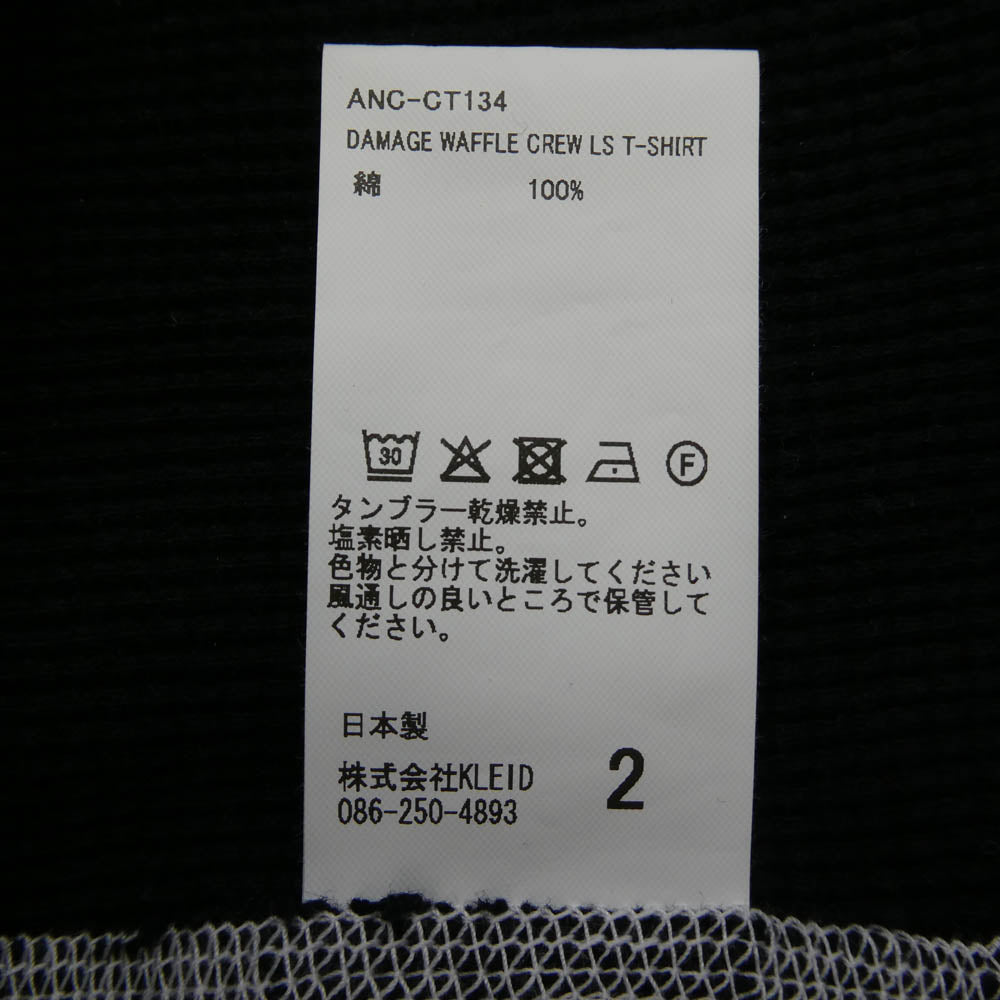 ANC-CT134
DAMAGE WAFFLE CREW LS T-SHIRT
綿 100%
30 F
タンブラー乾燥禁止。
塩素晒し禁止。
色物と分けて洗濯してください
風通しの良いところで保管して
ください。
日本製
株式会社KLEID
086-250-4893
2